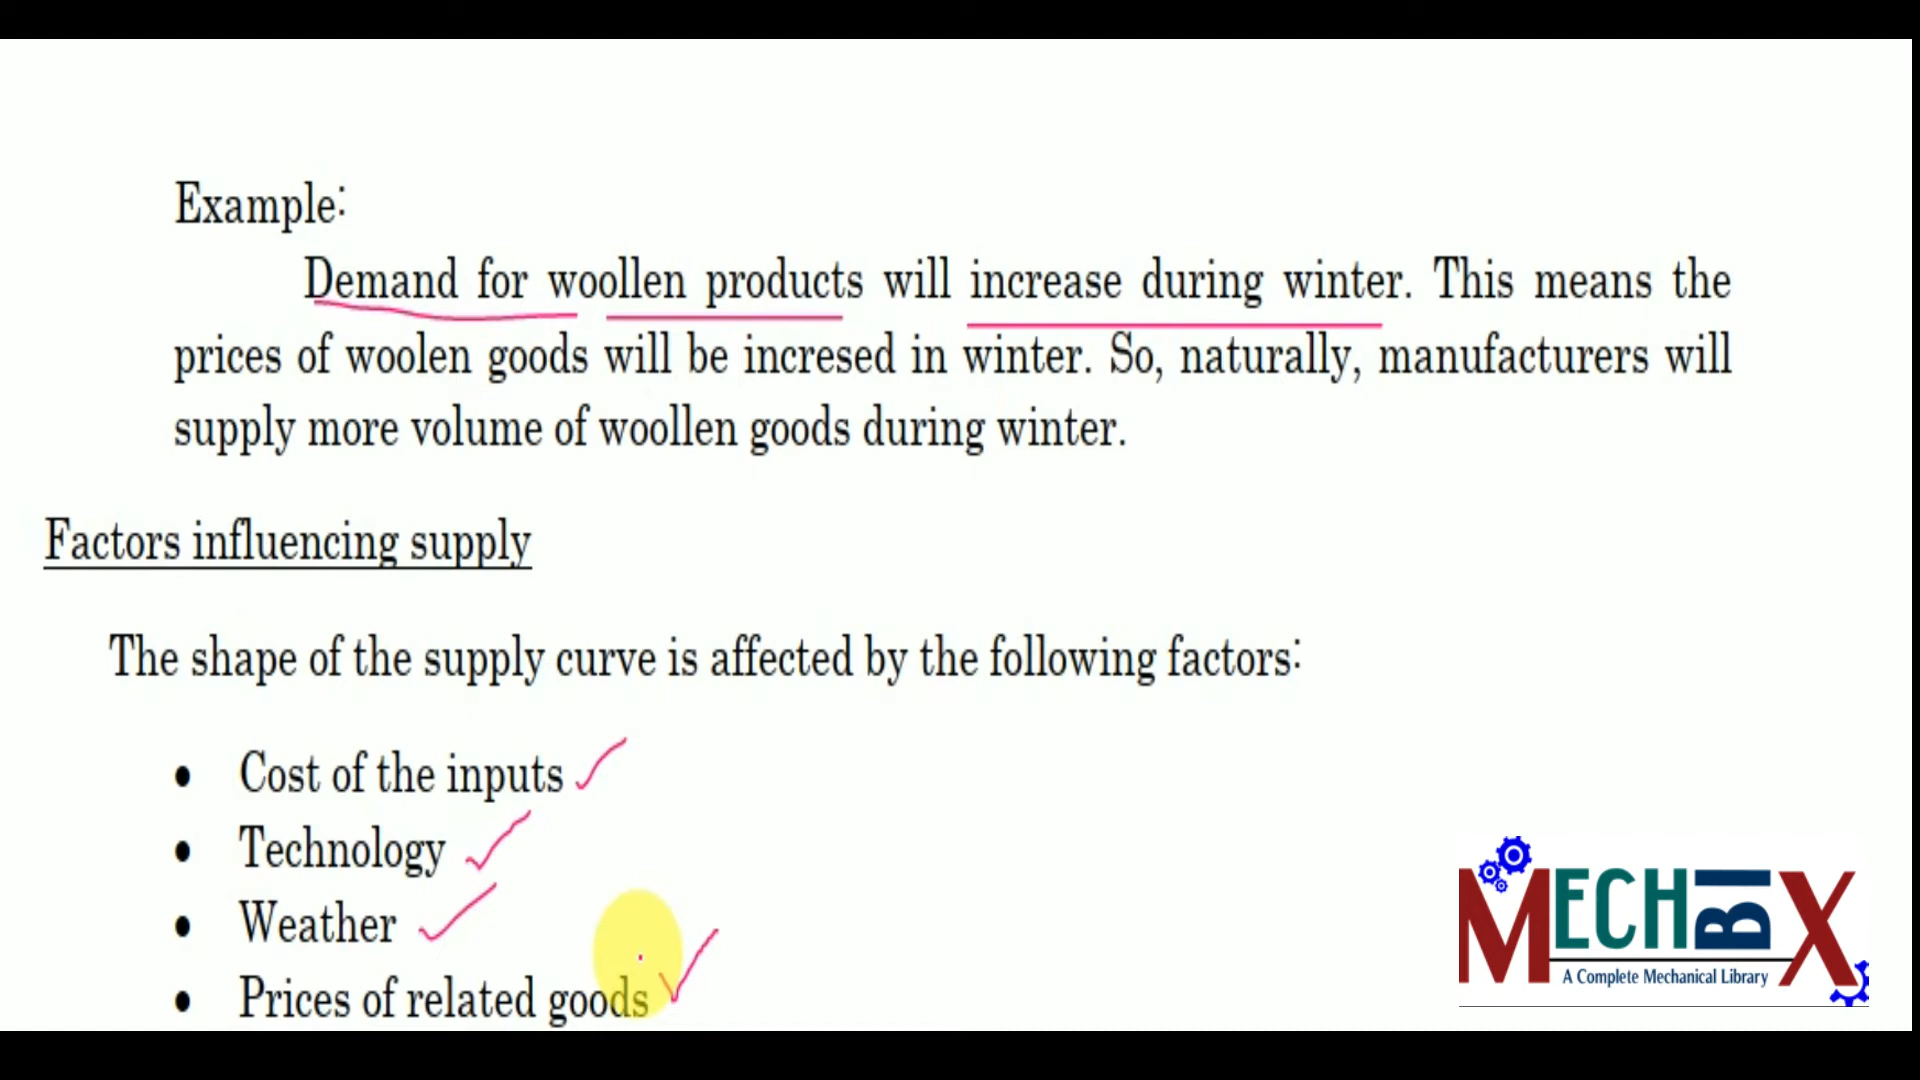 Example:
Demand for woollen products will increase during winter. This means the
prices of woolen goods will be incresed in winter. So, naturally, manufacturers will
supply more volume of woollen goods during winter.
Factors influencing supply
The shape of the supply curve is affected by the following factors:
• Cost of the inputs
• Technology
• Weather
• Prices of related goods
MECHBIX
A Complete Mechanical Library